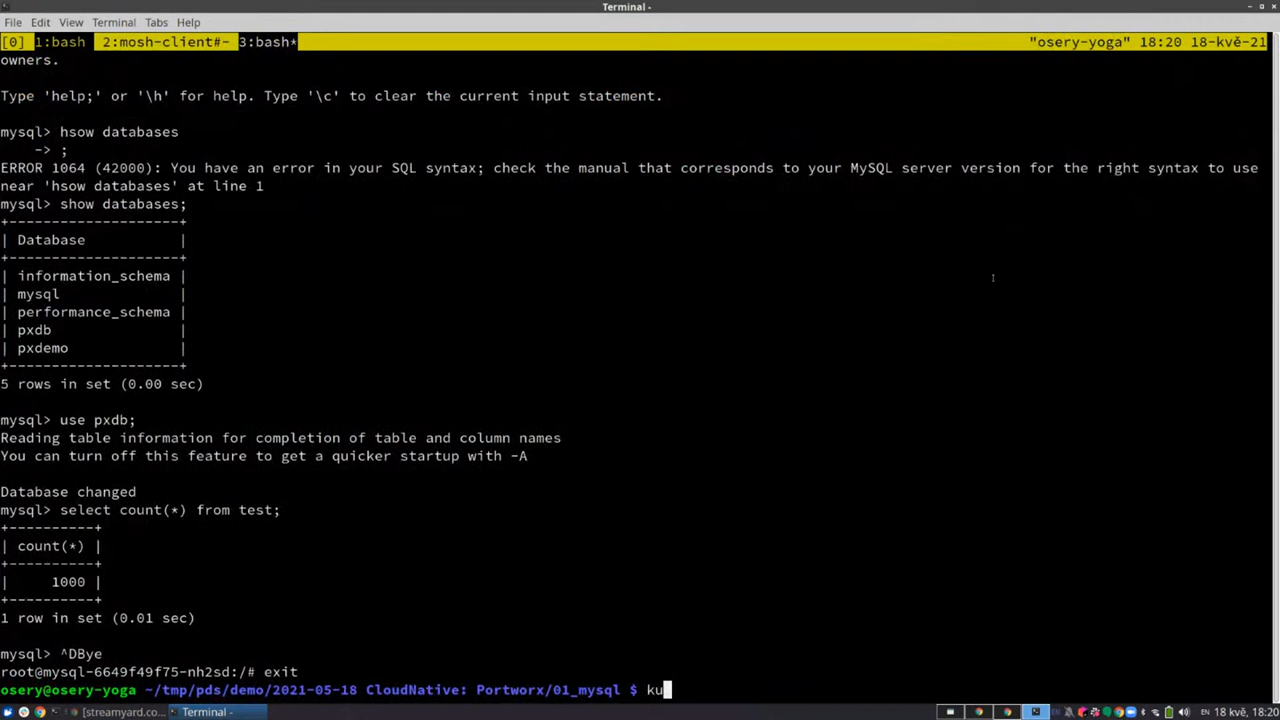 Terminal -
File Edit View Terminal Tabs Help
[0] 1:bash 2:mosh-client#- 3:bash* "osery-yoga" 18:20 18-kvě-21
owners.
Type 'help;' or '\h' for help. Type '\c' to clear the current input statement.
mysql> hsow databases
-> ;
ERROR 1064 (42000): You have an error in your SQL syntax; check the manual that corresponds to your MySQL server version for the right syntax to use
near 'hsow databases' at line 1
mysql> show databases;
+--------------------+
| Database           |
+--------------------+
| information_schema |
| mysql              |
| performance_schema |
| pxdb               |
| pxdemo             |
+--------------------+
5 rows in set (0.00 sec)
mysql> use pxdb;
Reading table information for completion of table and column names
You can turn off this feature to get a quicker startup with -A
Database changed
mysql> select count(*) from test;
+----------+
| count(*) |
+----------+
|     1000 |
+----------+
1 row in set (0.01 sec)
mysql> ^DBye
root@mysql-6649f49f75-nh2sd:/# exit
osery@osery-yoga ~/tmp/pds/demo/2021-05-18 CloudNative: Portworx/01_mysql $ ku
[streamyard.co... Terminal - EN EN 18 kvě, 18:20